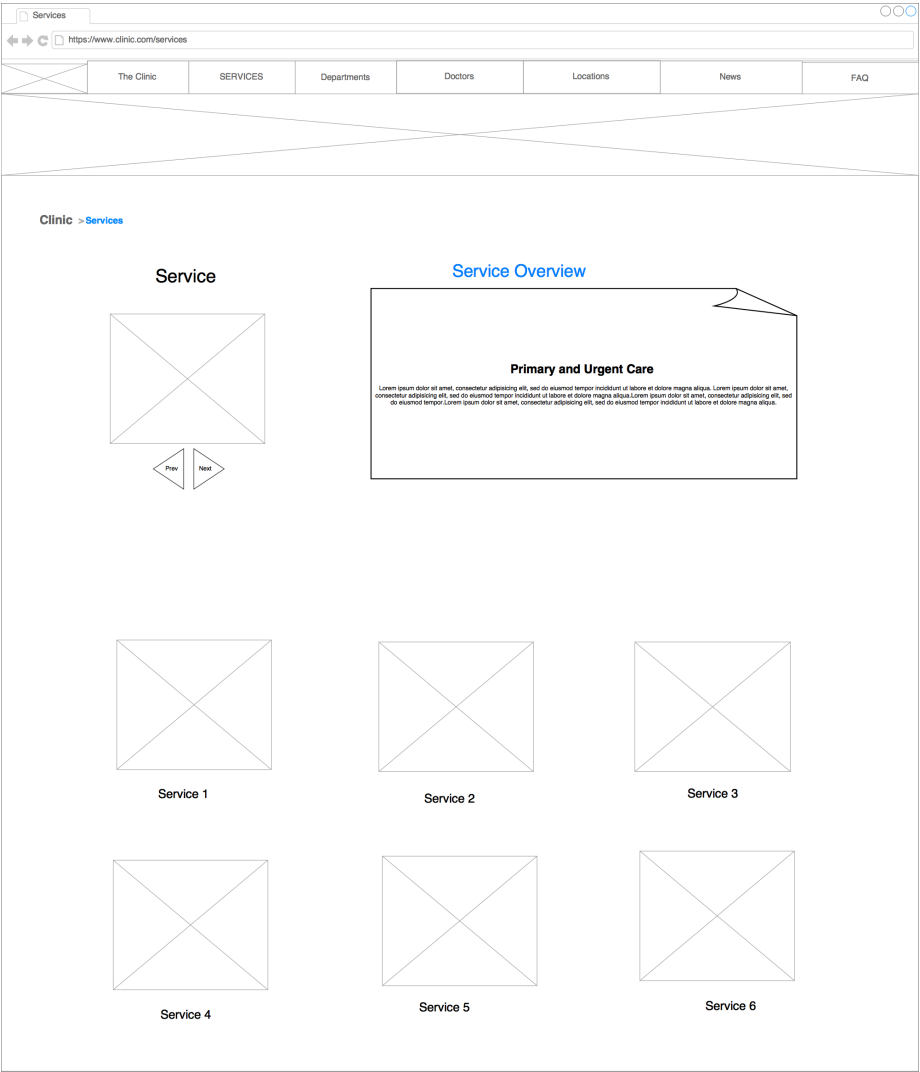 Services
https://www.clinic.com/services
The Clinic
SERVICES
Departments
Doctors
Locations
News
FAQ
Clinic > Services
Service
Service Overview
Primary and Urgent Care
Lorem ipsum dolor sit amet, consectetur adipisicing elit, sed do eiusmod tempor incididunt ut labore et dolore magna aliqua. Lorem ipsum dolor sit amet,
consectetur adipisicing elit, sed do eiusmod tempor incididunt ut labore et dolore magna aliqua.Lorem ipsum dolor sit amet, consectetur adipisicing elit, sed
do eiusmod tempor.Lorem ipsum dolor sit amet, consectetur adipisicing elit, sed do eiusmod tempor incididunt ut labore et dolore magna aliqua.
Prev
Next
Service 1
Service 2
Service 3
Service 4
Service 5
Service 6